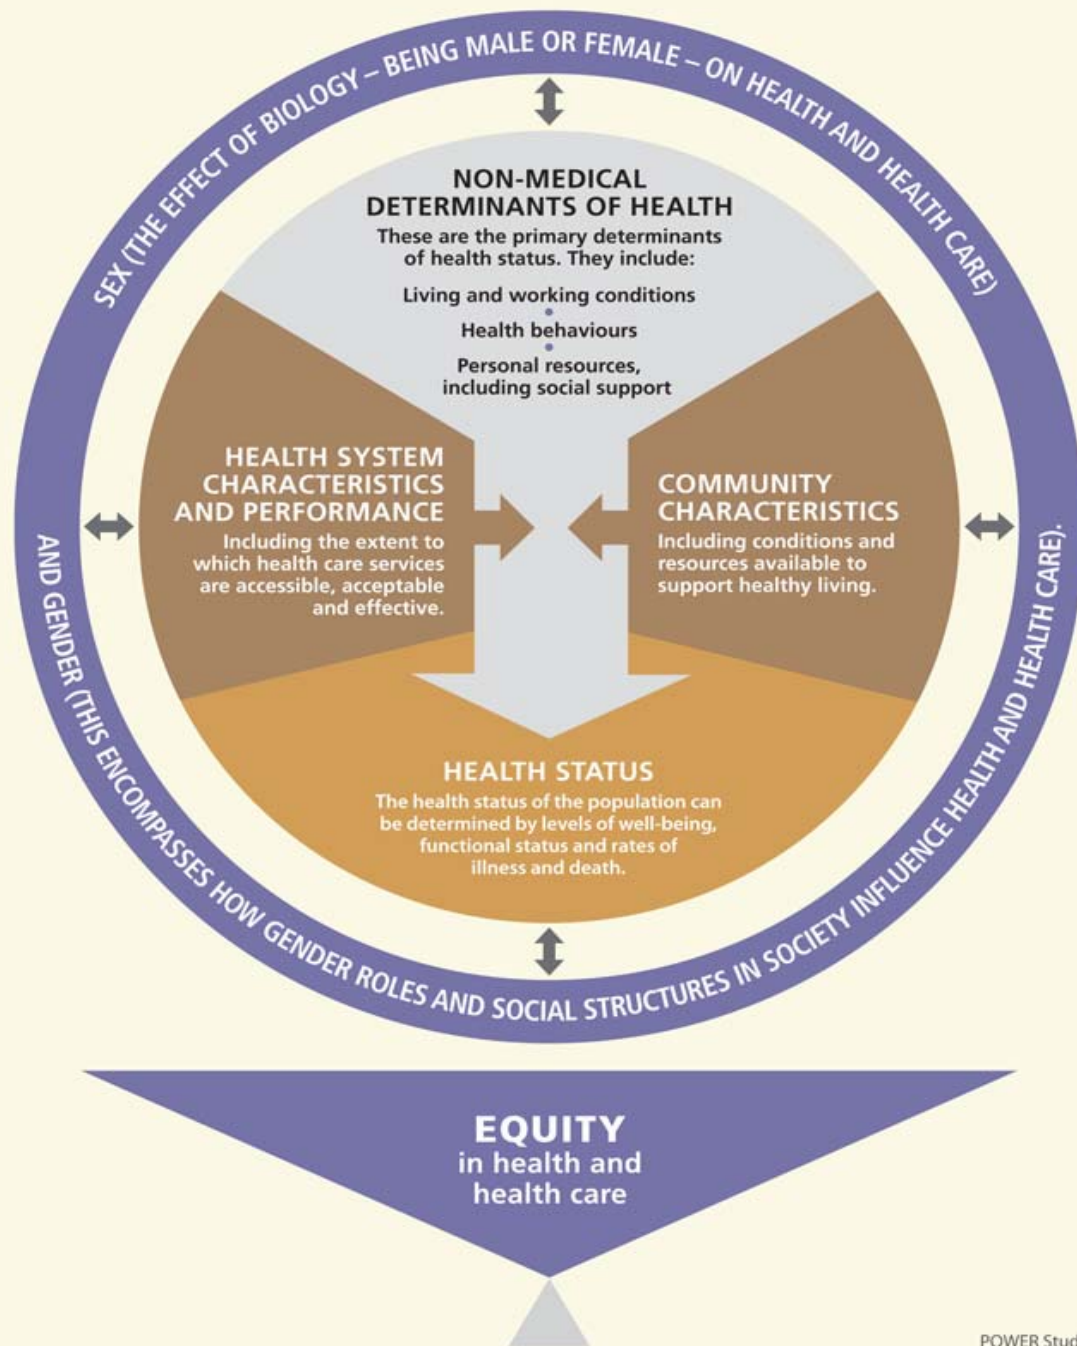 SEX (THE EFFECT OF BIOLOGY – BEING MALE OR FEMALE – ON HEALTH AND HEALTH CARE)
NON-MEDICAL
DETERMINANTS OF HEALTH
These are the primary determinants
of health status. They include:
Living and working conditions
•
Health behaviours
•
Personal resources,
including social support
HEALTH SYSTEM
CHARACTERISTICS
AND PERFORMANCE
Including the extent to
which health care services
are accessible, acceptable
and effective.
COMMUNITY
CHARACTERISTICS
Including conditions and
resources available to
support healthy living.
HEALTH STATUS
The health status of the population can
be determined by levels of well-being,
functional status and rates of
illness and death.
AND GENDER (THIS ENCOMPASSES HOW GENDER ROLES AND SOCIAL STRUCTURES IN SOCIETY INFLUENCE HEALTH AND HEALTH CARE).
EQUITY
in health and
health care
POWER